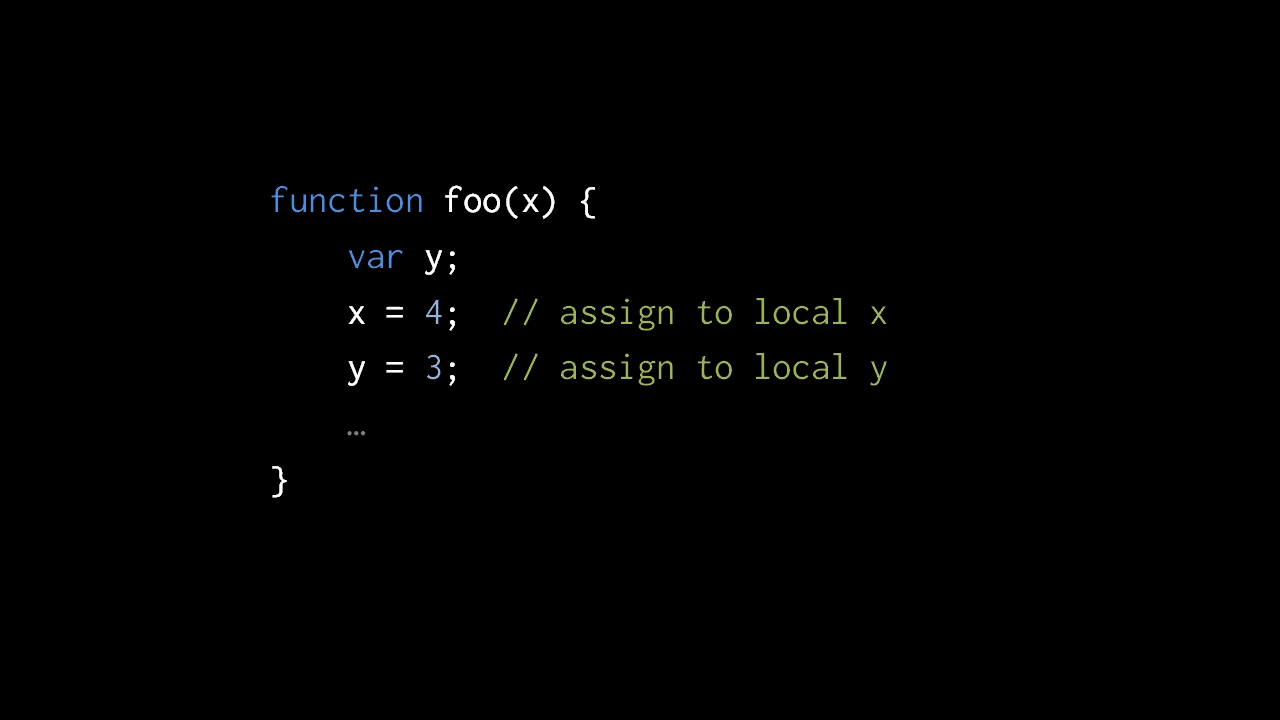 function foo(x) {
    var y;
    x = 4;  // assign to local x
    y = 3;  // assign to local y
    …
}